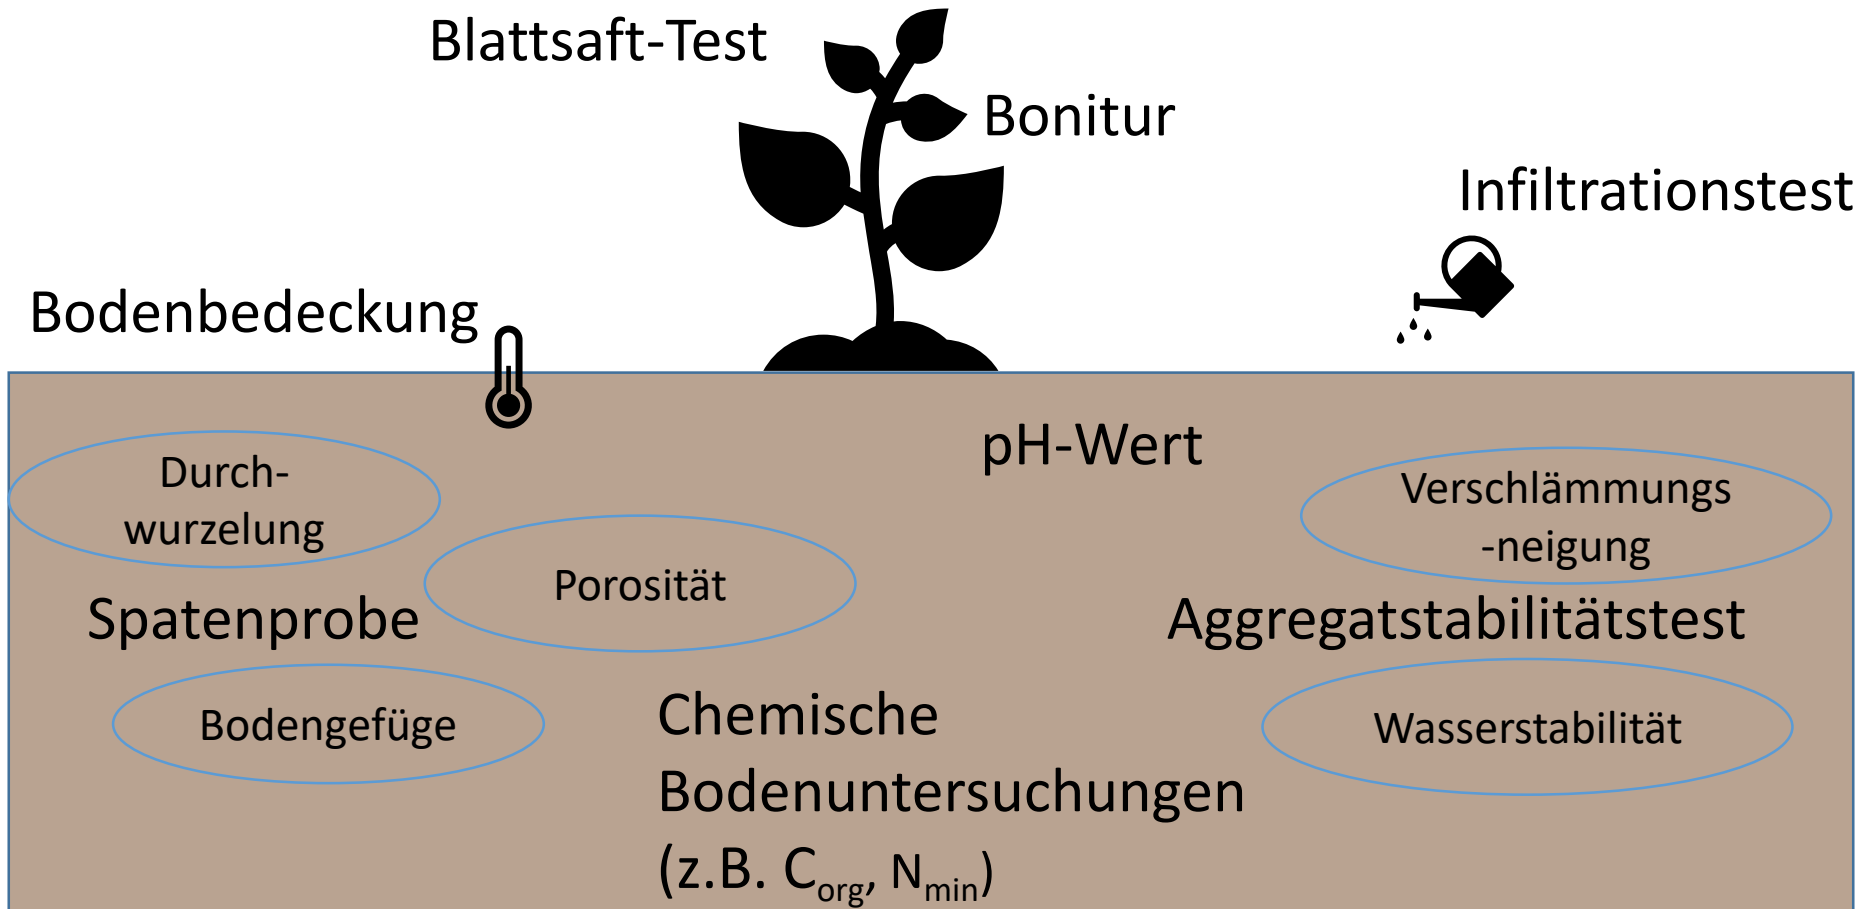 Blattsaft-Test
Bonitur
Infiltrationstest
Bodenbedeckung
pH-Wert
Durch-
wurzelung
Verschlämmungs
-neigung
Porosität
Spatenprobe
Aggregatstabilitätstest
Bodengefüge
Wasserstabilität
Chemische
Bodenuntersuchungen
(z.B. Corg, Nmin)